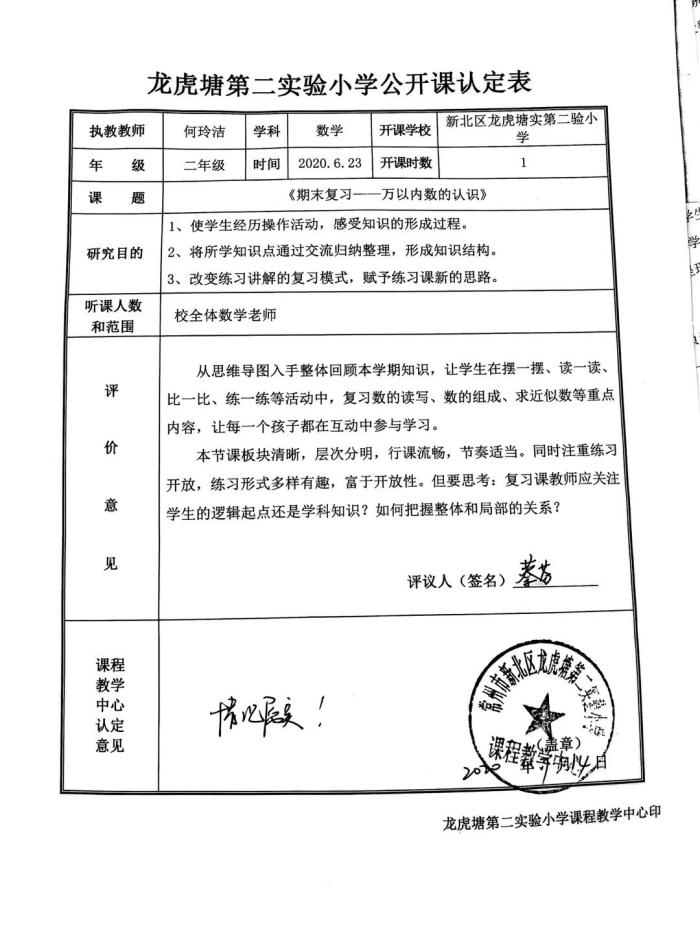 龙虎塘第二实验小学公开课认定表
执教教师 何玲洁 学科 数学 开课学校 新北区龙虎塘实第二验小
学
年 级 二年级 时间 2020.6.23 开课时数 1
课 题 《期末复习——万以内数的认识》
研究目的
1、使学生经历操作活动，感受知识的形成过程。
2、将所学知识点通过交流归纳整理，形成知识结构。
3、改变练习讲解的复习模式，赋予练习课新的思路。
听课人数
和范围
校全体数学老师
评
价
意
见
从思维导图入手整体回顾本学期知识，让学生在摆一摆、读一读、
比一比、练一练等活动中，复习数的读写、数的组成、求近似数等重点
内容，让每一个孩子都在互动中参与学习。
本节课板块清晰，层次分明，行课流畅，节奏适当。同时注重练习
开放，练习形式多样有趣，富于开放性。但要思考：复习课教师应关注
学生的逻辑起点还是学科知识？如何把握整体和局部的关系？
评议人（签名）
课程
教学
中心
认定
意见
情况属实！
常州市新北区龙虎塘第二实验小学
课程教学中心
（盖章）
2020 年 月14日
龙虎塘第二实验小学课程教学中心印